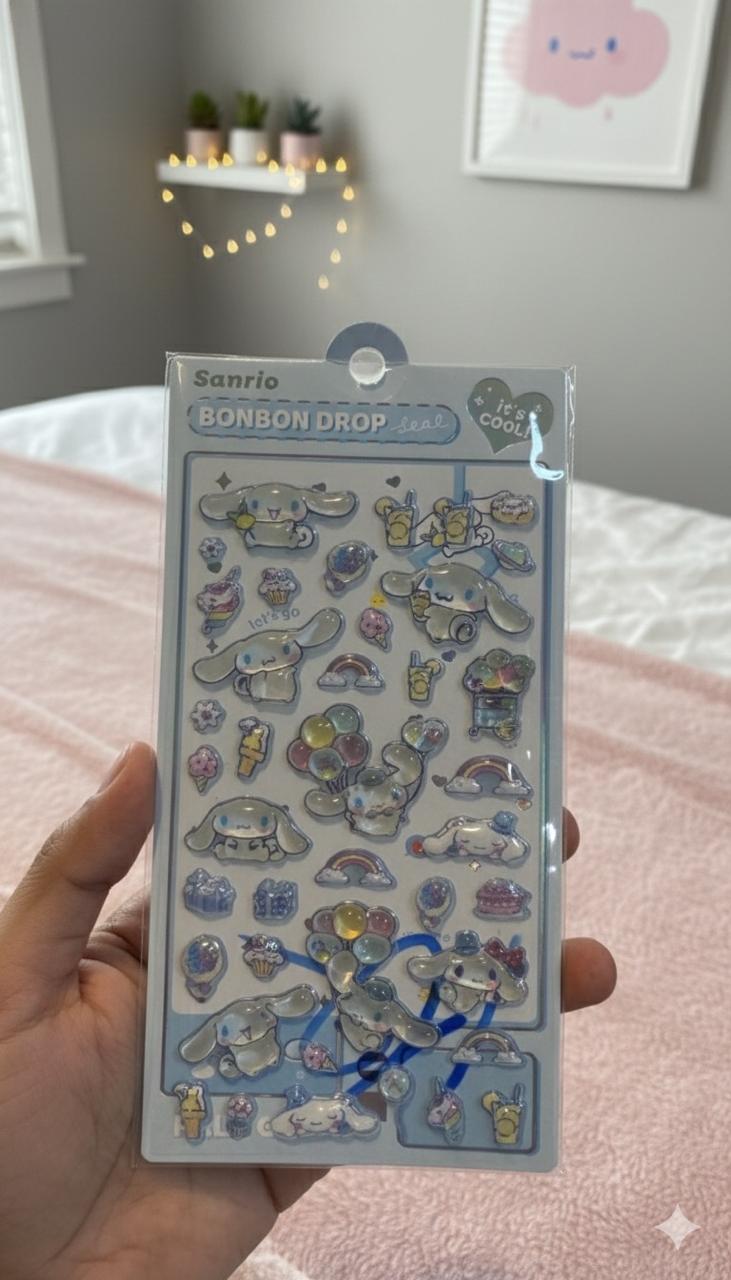 Sanrio
BONBON DROP seal
it's
COOL!
let's go